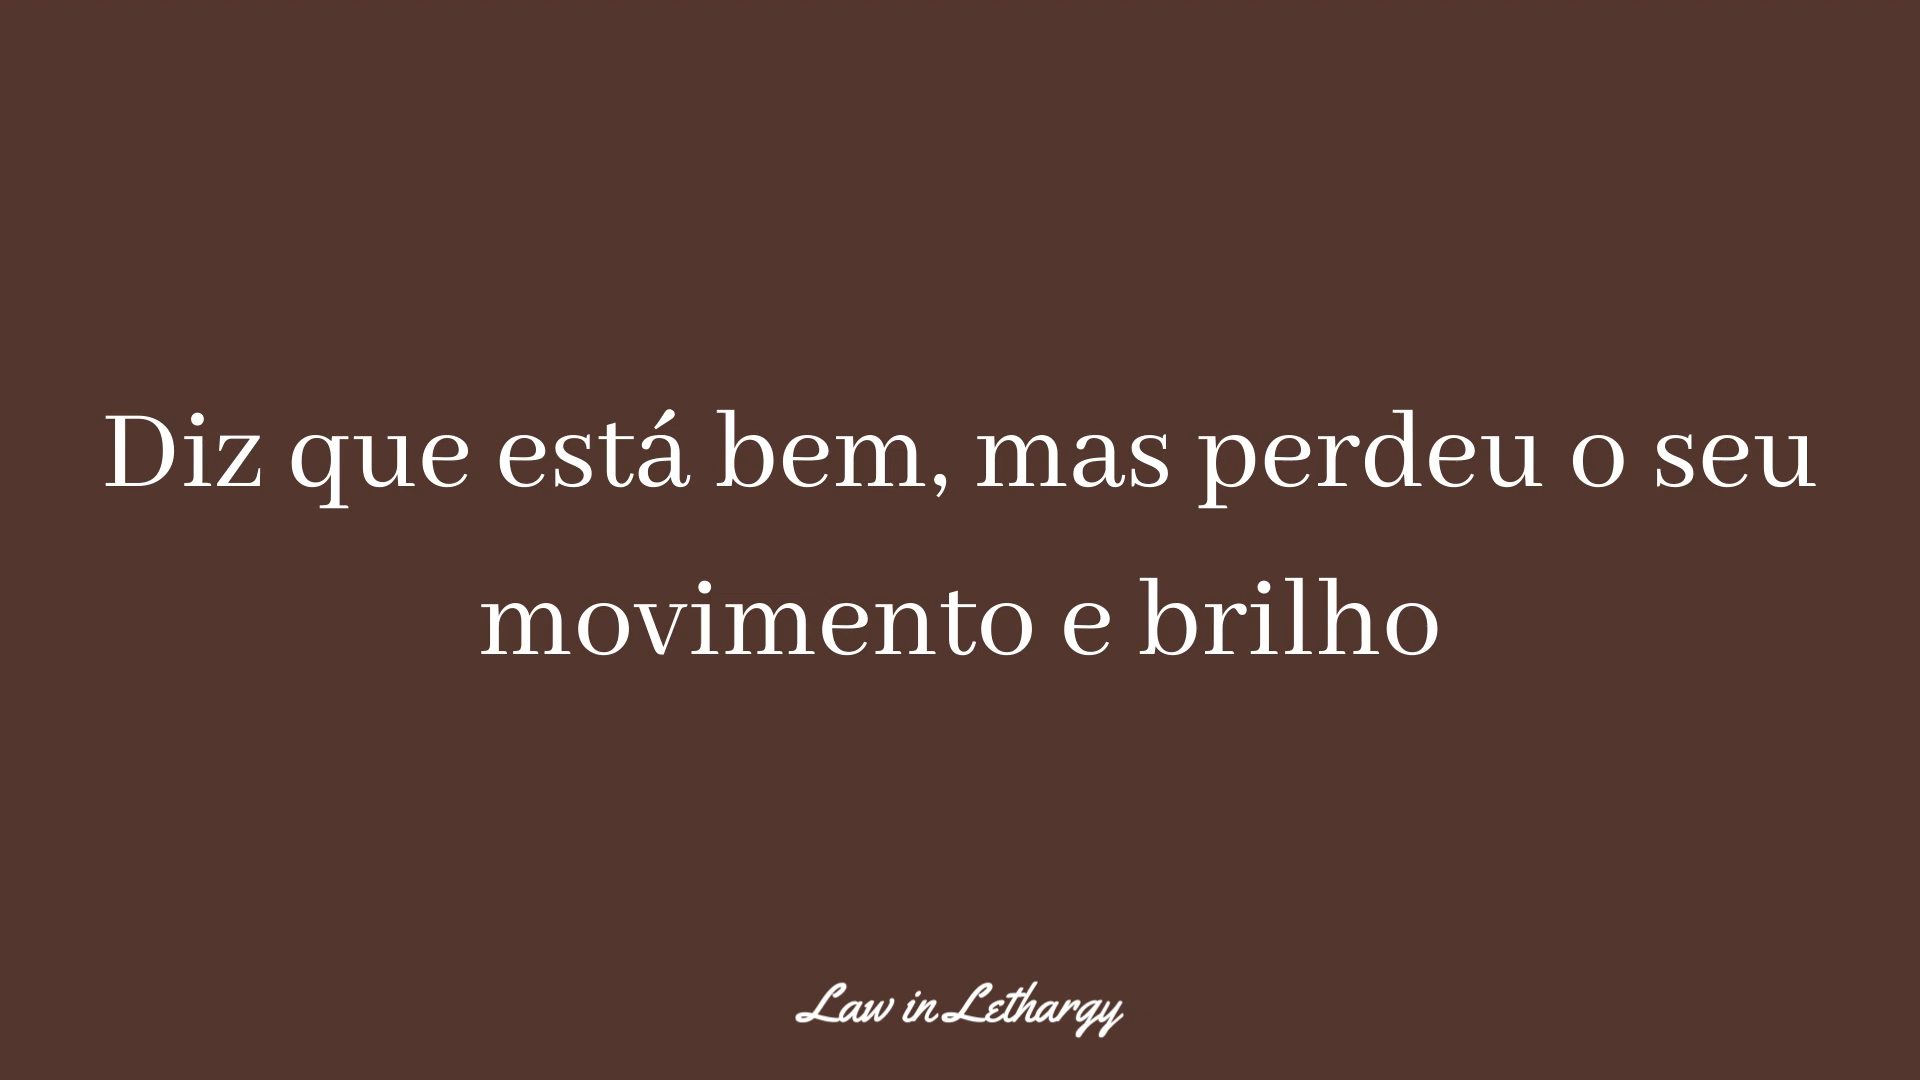 Diz que está bem, mas perdeu o seu
movimento e brilho
Law in Lethargy